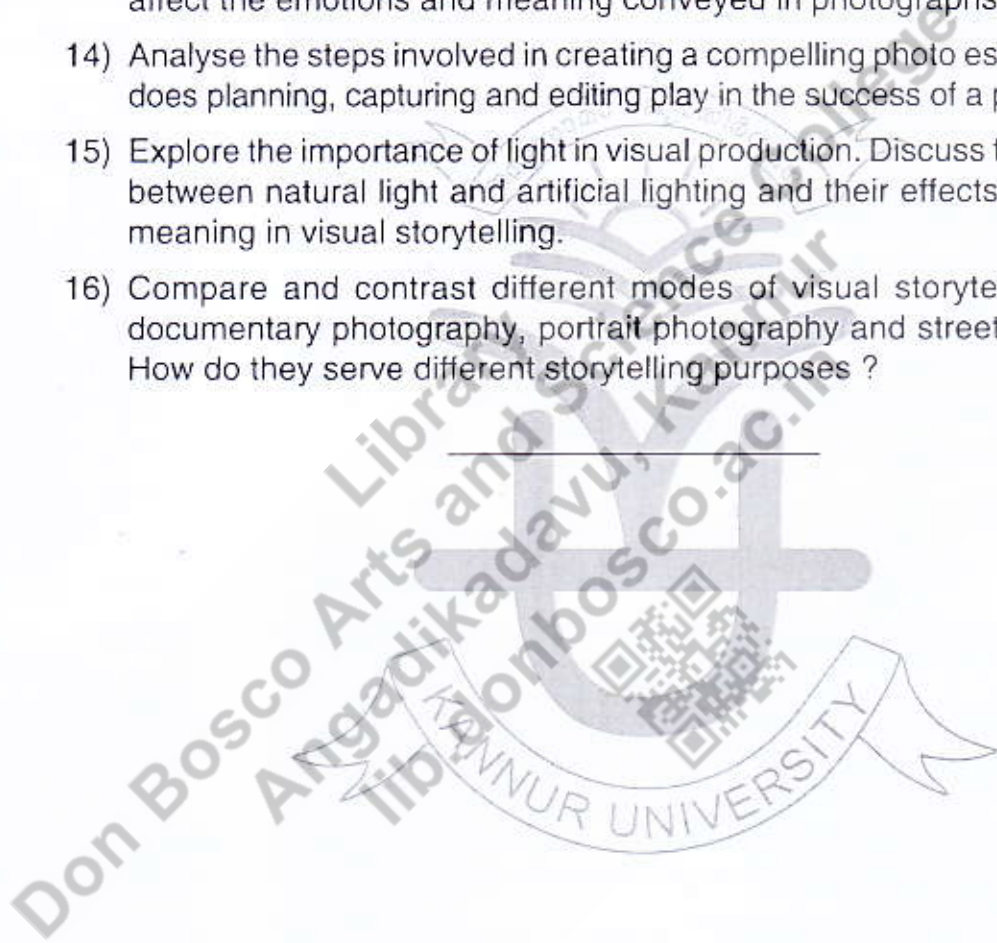 affect the emotions and meaning conveyed in photographs
14) Analyse the steps involved in creating a compelling photo es
does planning, capturing and editing play in the success of a p
15) Explore the importance of light in visual production. Discuss t
between natural light and artificial lighting and their effects
meaning in visual storytelling.
16) Compare and contrast different modes of visual storyte
documentary photography, portrait photography and street
How do they serve different storytelling purposes ?
Library
Don Bosco Arts and Science College
Angadikadavu, Kannur
lib.donbosco.ac.in
KANNUR UNIVERSITY